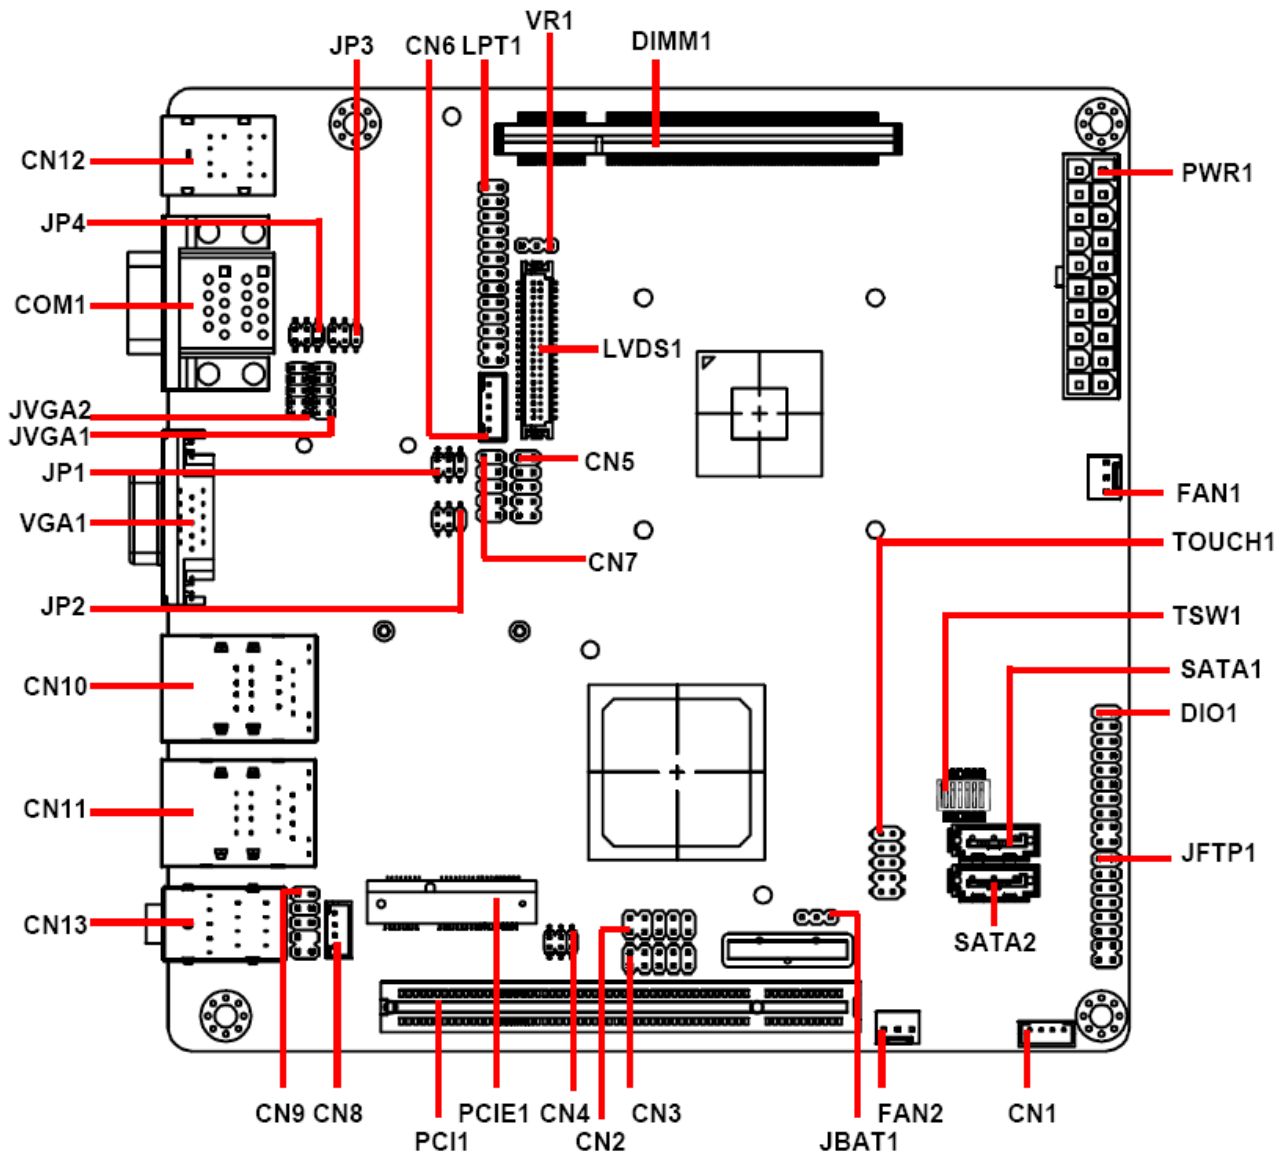 VR1
JP3
CN6 LPT1
DIMM1
CN12
PWR1
JP4
COM1
LVDS1
JVGA2
JVGA1
JP1
CN5
FAN1
VGA1
TOUCH1
CN7
JP2
TSW1
SATA1
CN10
DIO1
CN11
JFTP1
CN13
SATA2
CN9 CN8
PCIE1
CN4
CN3
FAN2
CN1
PCI1
CN2
JBAT1